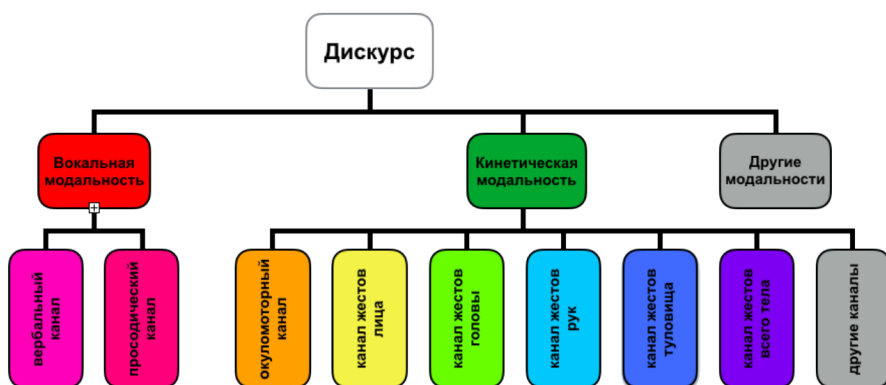 Дискурс
Вокальная
модальность
Кинетическая
модальность
Другие
модальности
вербальный
канал
просодический
канал
окуломоторный
канал
канал жестов
лица
канал жестов
головы
канал жестов
рук
канал жестов
туловища
канал жестов
всего тела
другие каналы